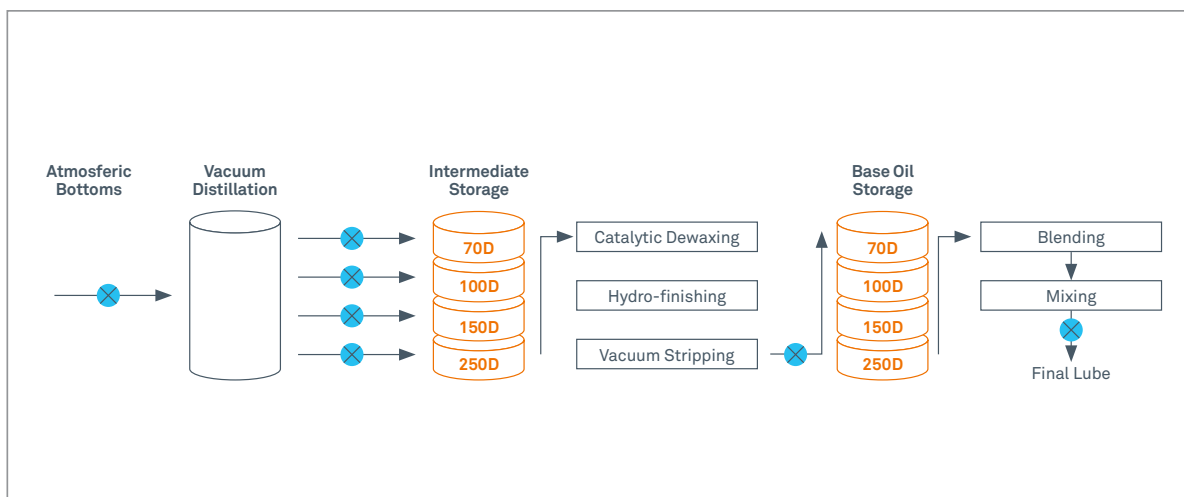 Atmosferic
Bottoms
Vacuum
Distillation
Intermediate
Storage
70D
100D
150D
250D
Catalytic Dewaxing
Hydro-finishing
Vacuum Stripping
Base Oil
Storage
70D
100D
150D
250D
Blending
Mixing
Final Lube